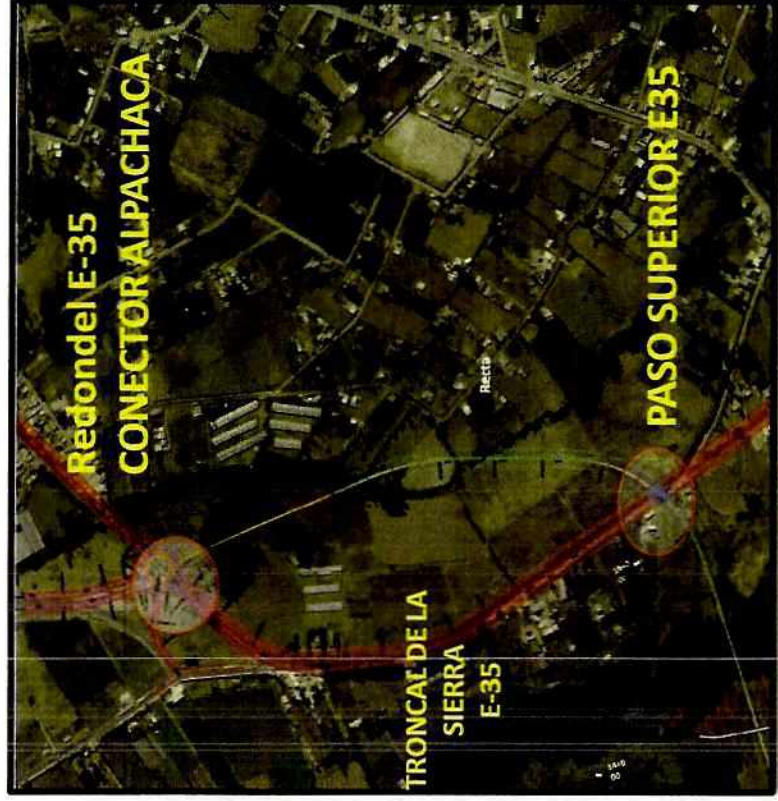 Redondel E-35
CONECTOR ALPACHACA
Recta
PASO SUPERIOR E35
TRONCAL DE LA
SIERRA
E-35